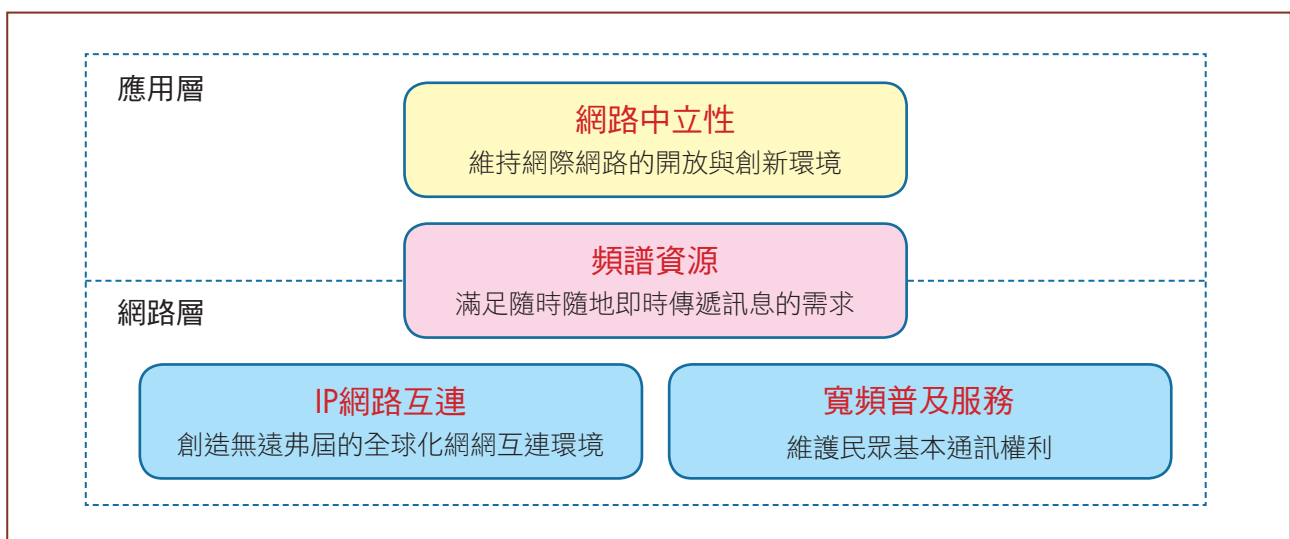 應用層
網路中立性
維持網際網路的開放與創新環境
頻譜資源
滿足隨時隨地即時傳遞訊息的需求
網路層
IP網路互連
創造無遠弗屆的全球化網網互連環境
寬頻普及服務
維護民眾基本通訊權利